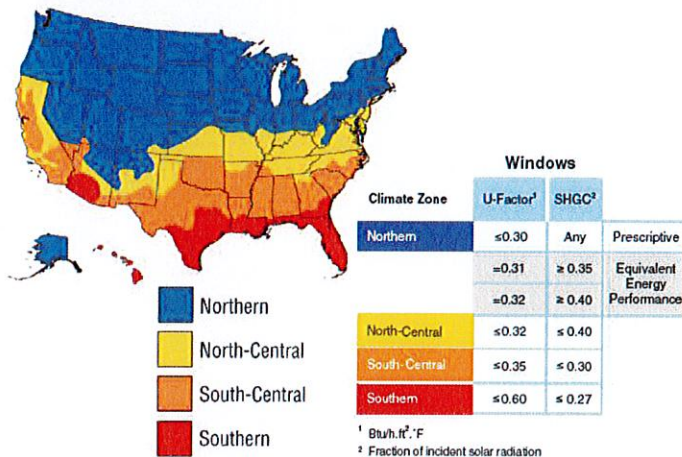 Northern
North-Central
South-Central
Southern
Windows
Climate Zone U-Factor¹ SHGC²
Northern ≤0.30 Any Prescriptive
=0.31 ≥ 0.35 Equivalent
Energy
=0.32 ≥ 0.40 Performance
North-Central ≤0.32 ≤ 0.40
South-Central ≤0.35 ≤ 0.30
Southern ≤0.60 ≤ 0.27
¹ Btu/h.ft².°F
² Fraction of incident solar radiation